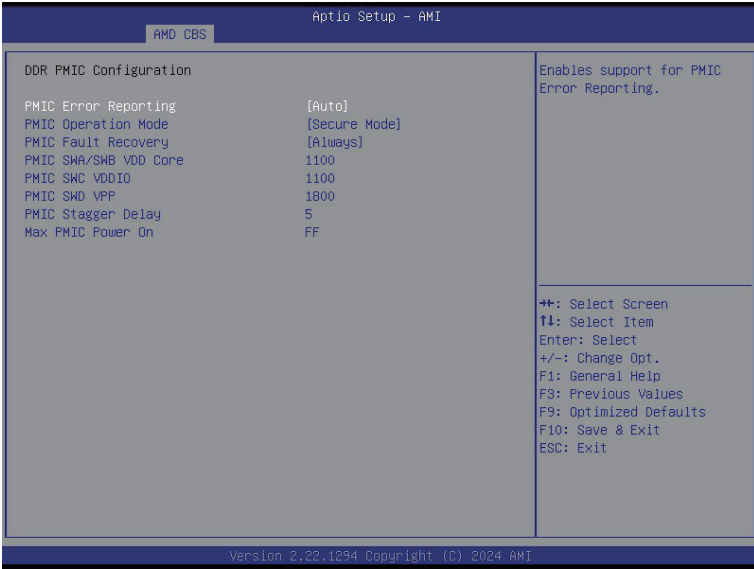 Aptio Setup – AMI
AMD CBS
DDR PMIC Configuration
PMIC Error Reporting [Auto]
PMIC Operation Mode [Secure Mode]
PMIC Fault Recovery [Always]
PMIC SWA/SWB VDD Core 1100
PMIC SWC VDDIO 1100
PMIC SWD VPP 1800
PMIC Stagger Delay 5
Max PMIC Power On FF
Enables support for PMIC
Error Reporting.
→←: Select Screen
↑↓: Select Item
Enter: Select
+/-: Change Opt.
F1: General Help
F3: Previous Values
F9: Optimized Defaults
F10: Save & Exit
ESC: Exit
Version 2.22.1294 Copyright (C) 2024 AMI